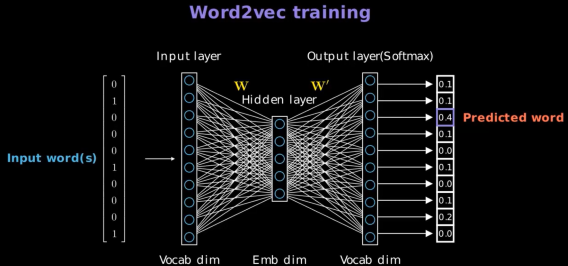 Word2vec training
Input layer
Output layer(Softmax)
W
W′
Hidden layer
Input word(s)
0
1
0
0
0
1
0
0
0
1
0.1
0.1
0.4
0.1
0.0
0.1
0.0
0.1
0.2
0.0
Predicted word
Vocab dim
Emb dim
Vocab dim